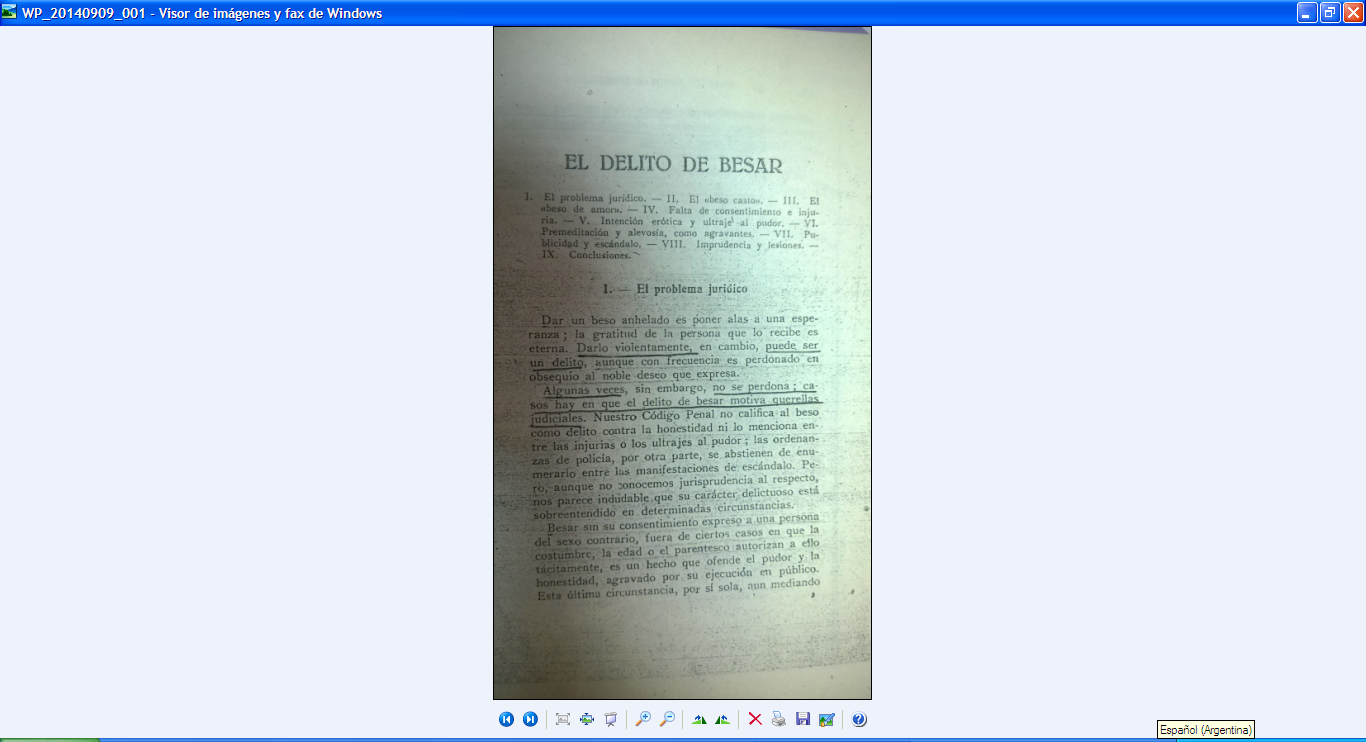 WP_20140909_001 - Visor de imágenes y fax de Windows
EL DELITO DE BESAR
I. El problema jurídico. — II. El «beso casto». — III. El
«beso de amor». — IV. Falta de consentimiento e inju-
ria. — V. Intención erótica y ultraje al pudor. — VI.
Premeditación y alevosía, como agravantes. — VII. Pu-
blicidad y escándalo. — VIII. Imprudencia y lesiones. —
IX. Conclusiones.
I. — El problema jurídico
Dar un beso anhelado es poner alas a una espe-
ranza; la gratitud de la persona que lo recibe es
eterna. Darlo violentamente, en cambio, puede ser
un delito, aunque con frecuencia es perdonado en
obsequio al noble deseo que expresa.
Algunas veces, sin embargo, no se perdona; ca-
sos hay en que el delito de besar motiva querellas
judiciales. Nuestro Código Penal no califica al beso
como delito contra la honestidad ni lo menciona en-
tre las injurias o los ultrajes al pudor; las ordenan-
zas de policía, por otra parte, se abstienen de enu-
merarlo entre las manifestaciones de escándalo. Pe-
ro, aunque no conocemos jurisprudencia al respecto,
nos parece indudable que su carácter delictuoso está
sobreentendido en determinadas circunstancias.
Besar sin su consentimiento expreso a una persona
del sexo contrario, fuera de ciertos casos en que la
costumbre, la edad o el parentesco autorizan a ello
tácitamente, es un hecho que ofende el pudor y la
honestidad, agravado por su ejecución en público.
Esta última circunstancia, por sí sola, aun mediando
Español (Argentina)